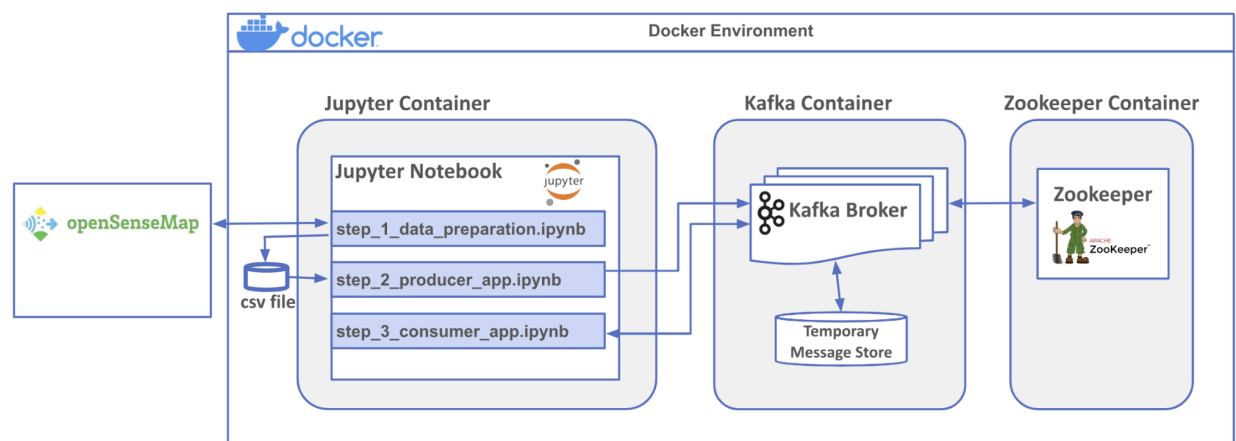 docker
Docker Environment
Jupyter Container
Kafka Container
Zookeeper Container
Jupyter Notebook
jupyter
openSenseMap
step_1_data_preparation.ipynb
csv file
step_2_producer_app.ipynb
step_3_consumer_app.ipynb
Kafka Broker
Temporary
Message Store
Zookeeper
APACHE
ZooKeeper™